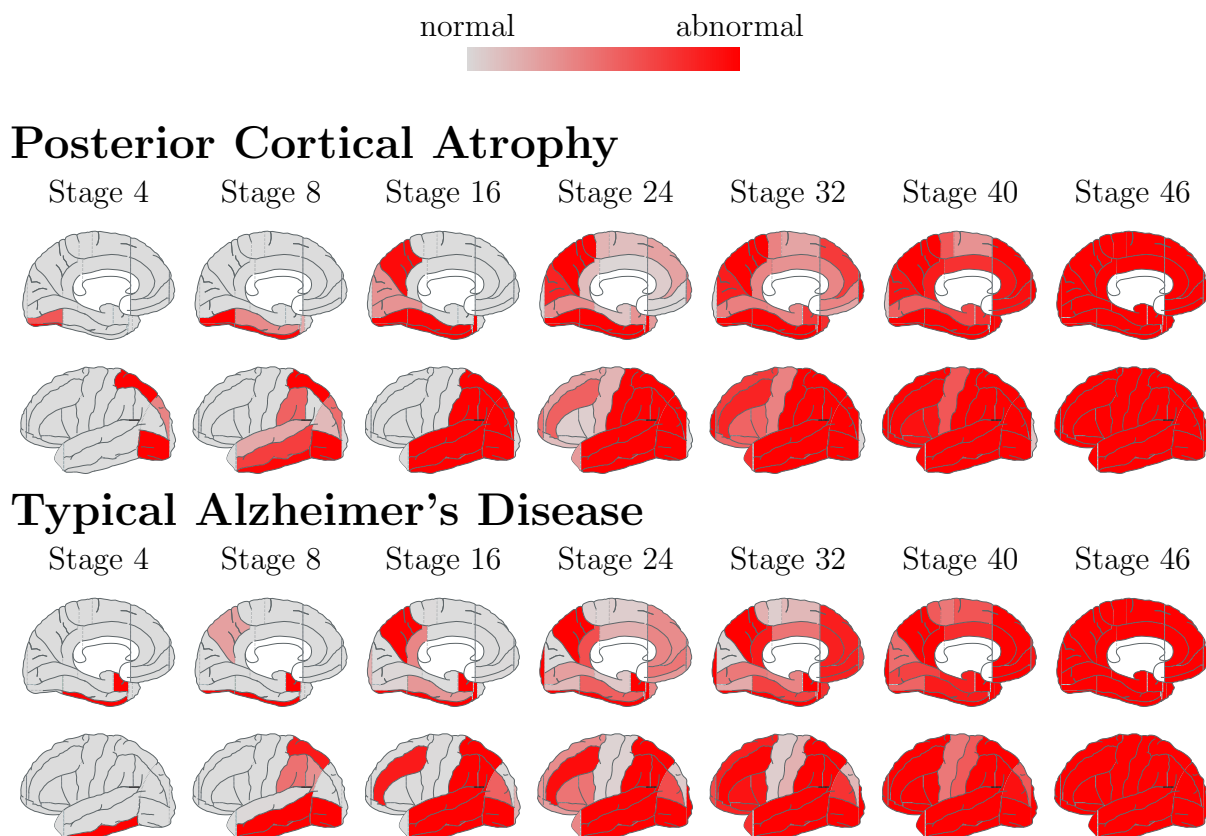 normal abnormal
Posterior Cortical Atrophy
Stage 4 Stage 8 Stage 16 Stage 24 Stage 32 Stage 40 Stage 46
Typical Alzheimer's Disease
Stage 4 Stage 8 Stage 16 Stage 24 Stage 32 Stage 40 Stage 46